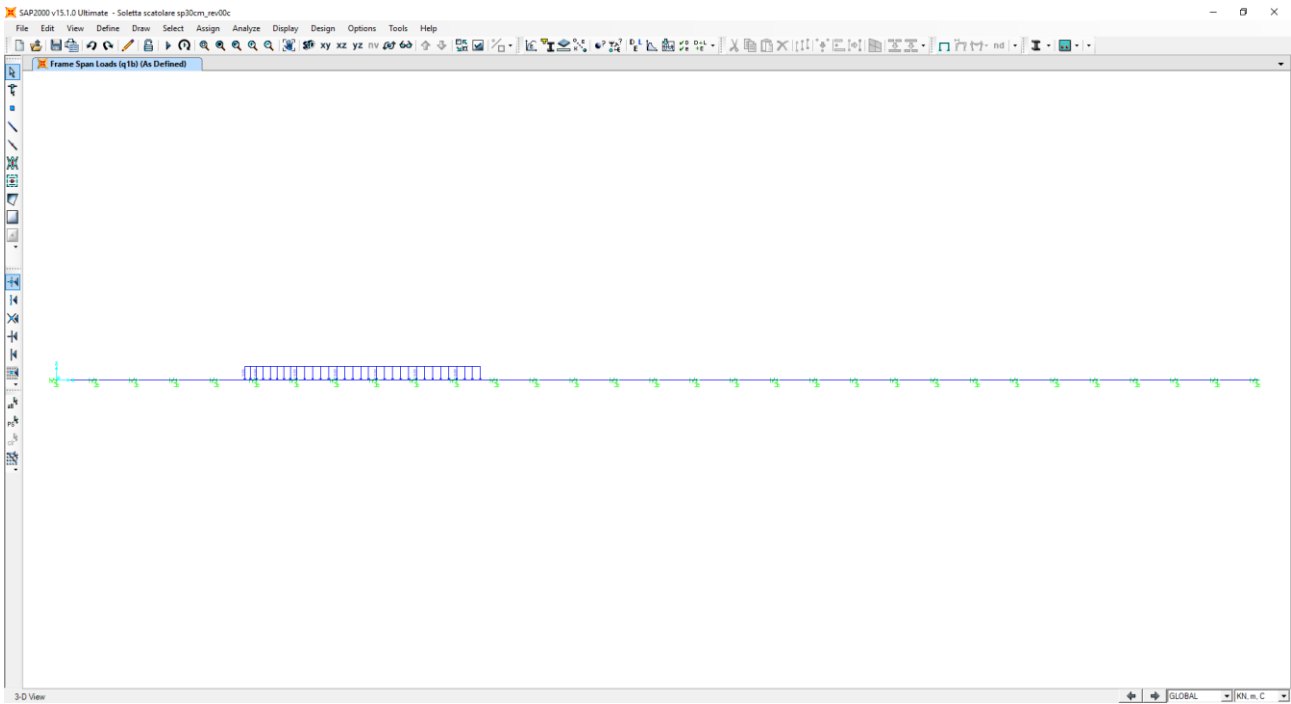 SAP2000 v15.1.0 Ultimate - Soletta scatolare sp30cm_rev00c
File Edit View Define Draw Select Assign Analyze Display Design Options Tools Help
xy xz yz nv nd
Frame Span Loads (q1b) (As Defined)
3-D View
GLOBAL
KN, m, C